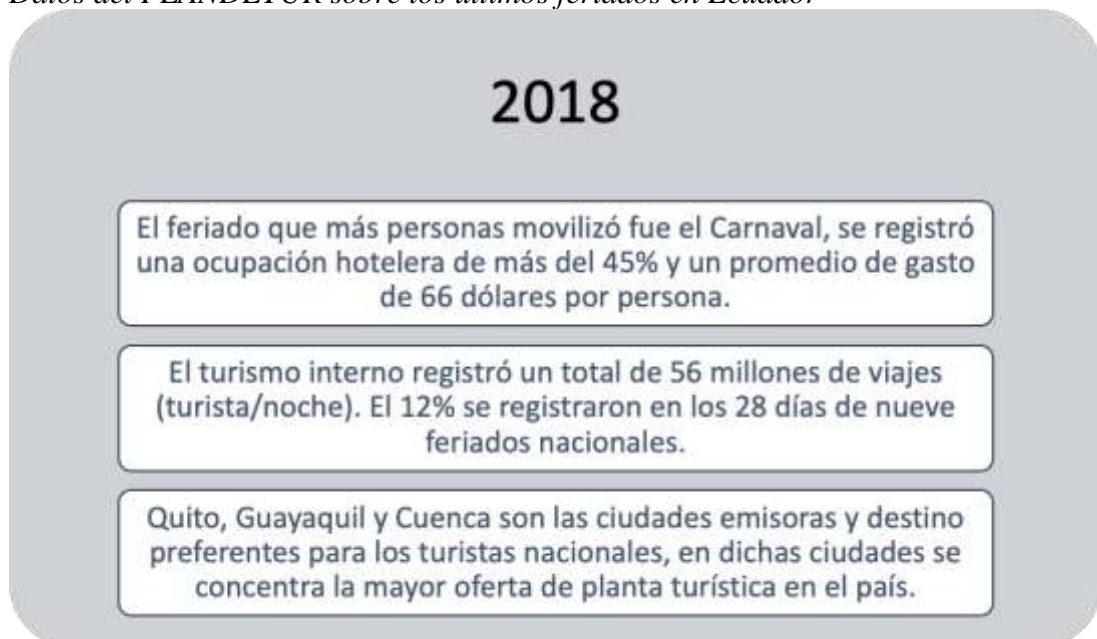 Datos del PLANDETUR sobre los últimos feriados en Ecuador
2018
El feriado que más personas movilizó fue el Carnaval, se registró
una ocupación hotelera de más del 45% y un promedio de gasto
de 66 dólares por persona.
El turismo interno registró un total de 56 millones de viajes
(turista/noche). El 12% se registraron en los 28 días de nueve
feriados nacionales.
Quito, Guayaquil y Cuenca son las ciudades emisoras y destino
preferentes para los turistas nacionales, en dichas ciudades se
concentra la mayor oferta de planta turística en el país.